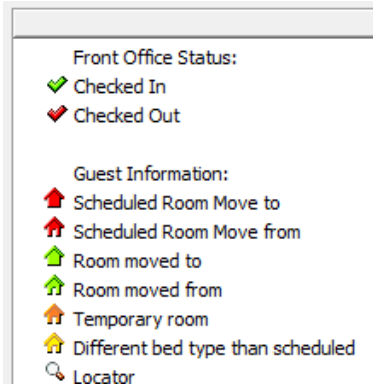 Front Office Status:
Checked In
Checked Out
Guest Information:
Scheduled Room Move to
Scheduled Room Move from
Room moved to
Room moved from
Temporary room
Different bed type than scheduled
Locator